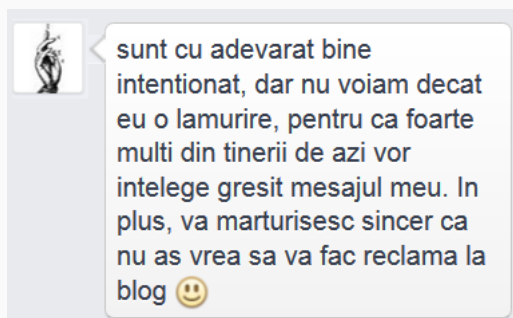 sunt cu adevarat bine
intentionat, dar nu voiam decat
eu o lamurire, pentru ca foarte
multi din tinerii de azi vor
intelege gresit mesajul meu. In
plus, va marturisesc sincer ca
nu as vrea sa va fac reclama la
blog